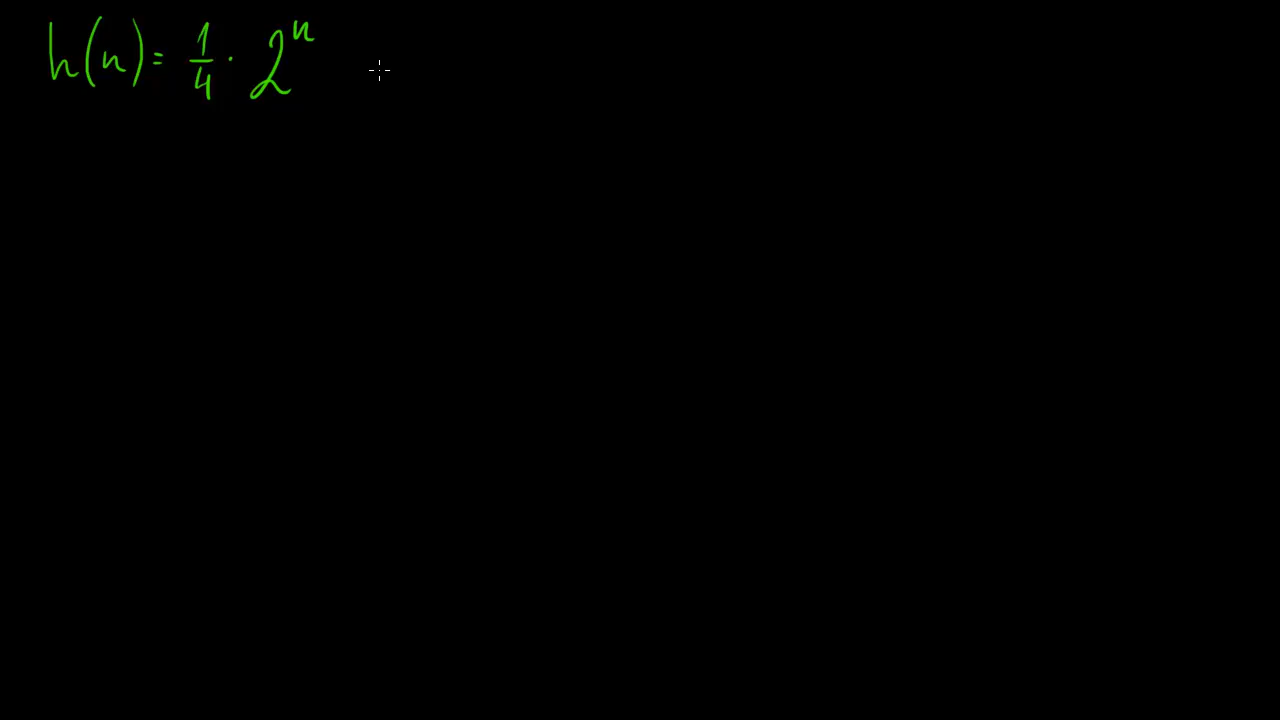 h(n) = 1/4 · 2^n